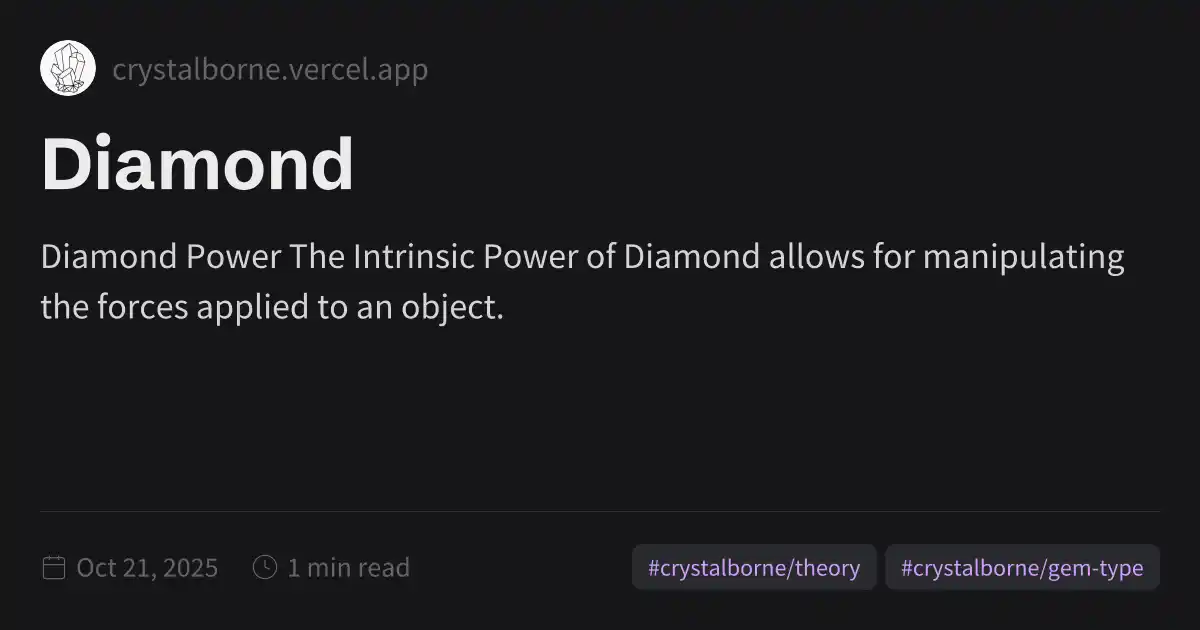 crystalborne.vercel.app
Diamond
Diamond Power The Intrinsic Power of Diamond allows for manipulating
the forces applied to an object.
Oct 21, 2025 1 min read #crystalborne/theory #crystalborne/gem-type